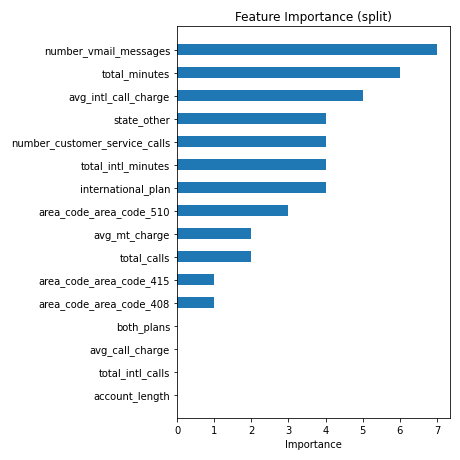 Feature Importance (split)
number_vmail_messages
total_minutes
avg_intl_call_charge
state_other
number_customer_service_calls
total_intl_minutes
international_plan
area_code_area_code_510
avg_mt_charge
total_calls
area_code_area_code_415
area_code_area_code_408
both_plans
avg_call_charge
total_intl_calls
account_length
0 1 2 3 4 5 6 7
Importance